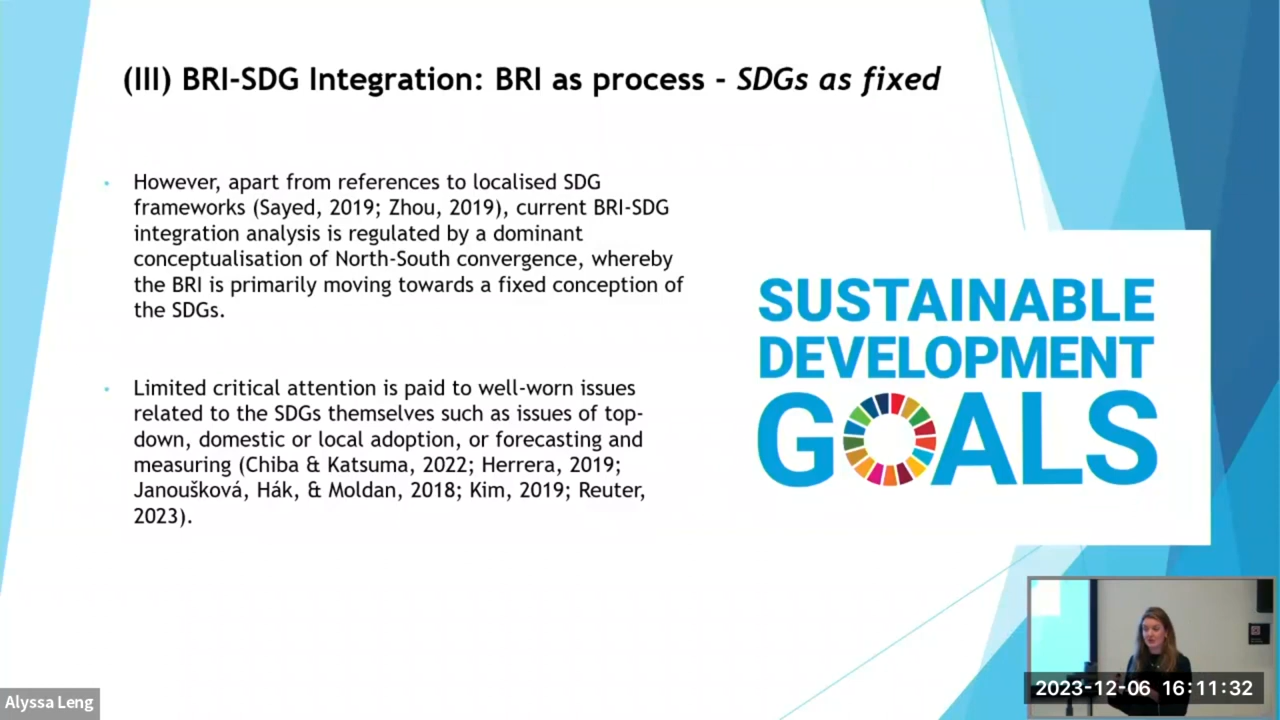 (III) BRI-SDG Integration: BRI as process - SDGs as fixed
However, apart from references to localised SDG
frameworks (Sayed, 2019; Zhou, 2019), current BRI-SDG
integration analysis is regulated by a dominant
conceptualisation of North-South convergence, whereby
the BRI is primarily moving towards a fixed conception of
the SDGs.
Limited critical attention is paid to well-worn issues
related to the SDGs themselves such as issues of top-
down, domestic or local adoption, or forecasting and
measuring (Chiba & Katsuma, 2022; Herrera, 2019;
Janoušková, Hák, & Moldan, 2018; Kim, 2019; Reuter,
2023).
SUSTAINABLE
DEVELOPMENT
GOALS
2023-12-06 16:11:32
Alyssa Leng